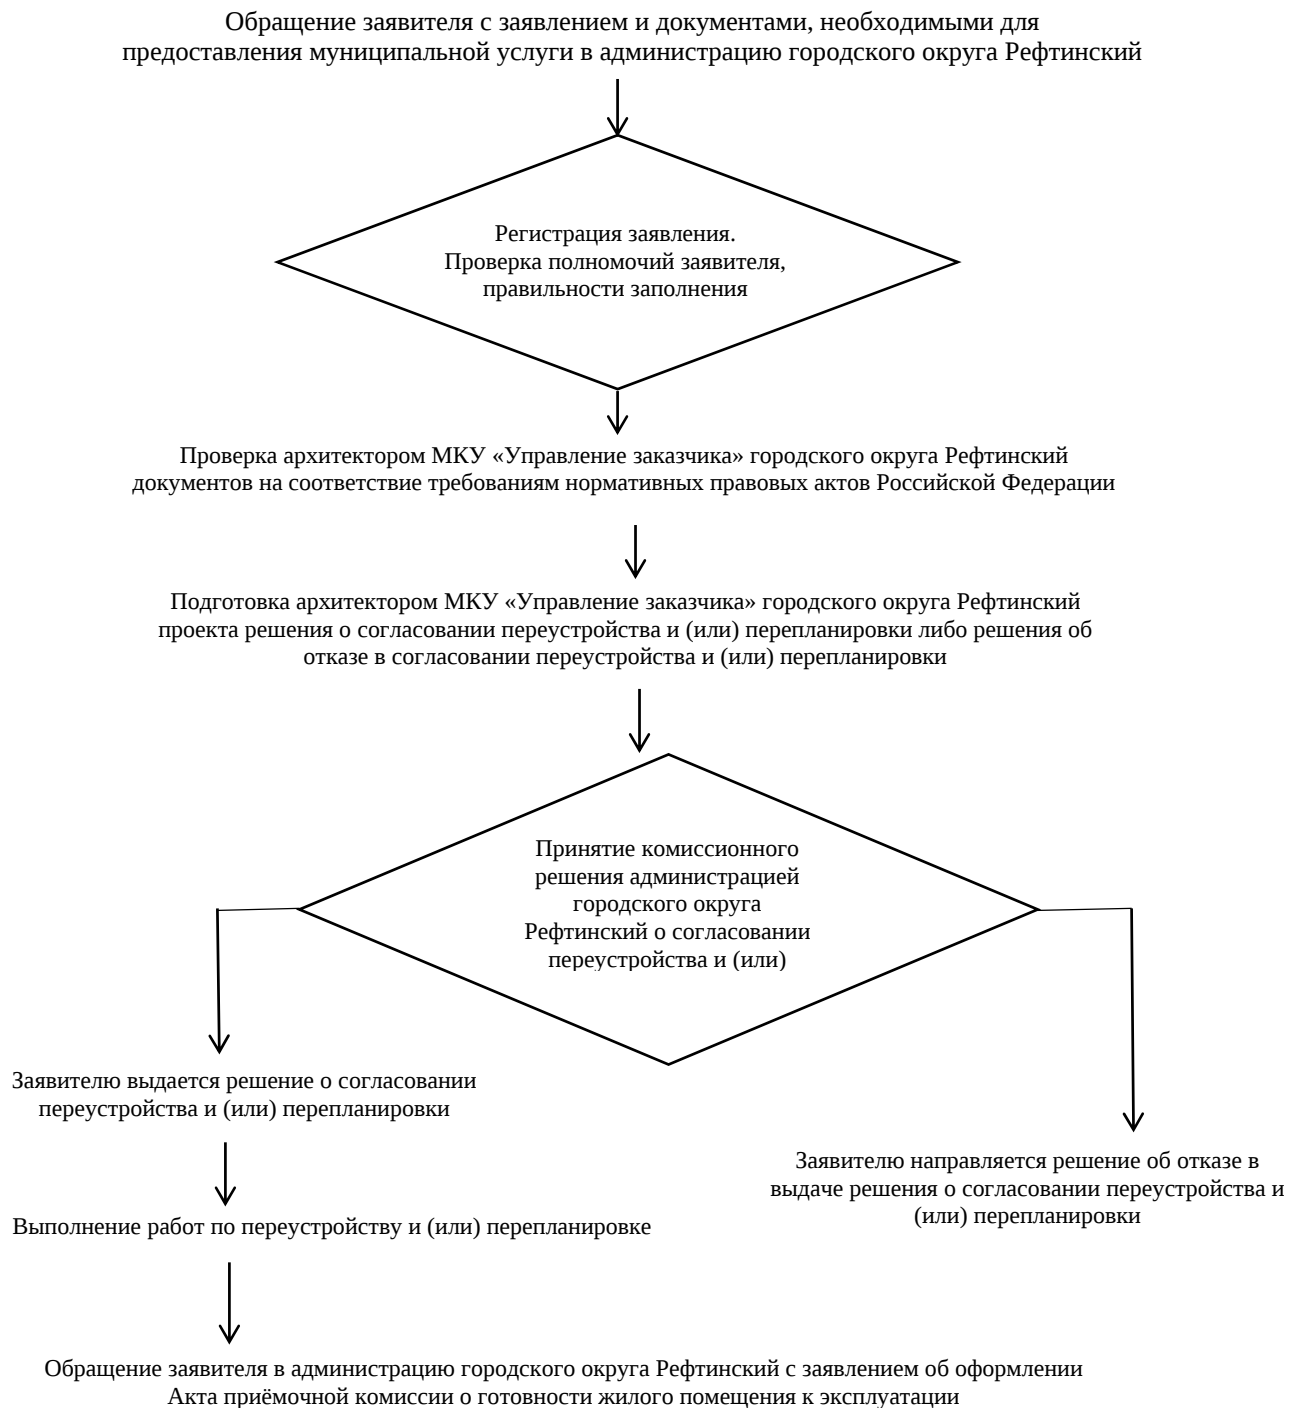 Обращение заявителя с заявлением и документами, необходимыми для
предоставления муниципальной услуги в администрацию городского округа Рефтинский
Регистрация заявления.
Проверка полномочий заявителя,
правильности заполнения
Проверка архитектором МКУ «Управление заказчика» городского округа Рефтинский
документов на соответствие требованиям нормативных правовых актов Российской Федерации
Подготовка архитектором МКУ «Управление заказчика» городского округа Рефтинский
проекта решения о согласовании переустройства и (или) перепланировки либо решения об
отказе в согласовании переустройства и (или) перепланировки
Принятие комиссионного
решения администрацией
городского округа
Рефтинский о согласовании
переустройства и (или)
Заявителю выдается решение о согласовании
переустройства и (или) перепланировки
Заявителю направляется решение об отказе в
выдаче решения о согласовании переустройства и
(или) перепланировки
Выполнение работ по переустройству и (или) перепланировке
Обращение заявителя в администрацию городского округа Рефтинский с заявлением об оформлении
Акта приёмочной комиссии о готовности жилого помещения к эксплуатации